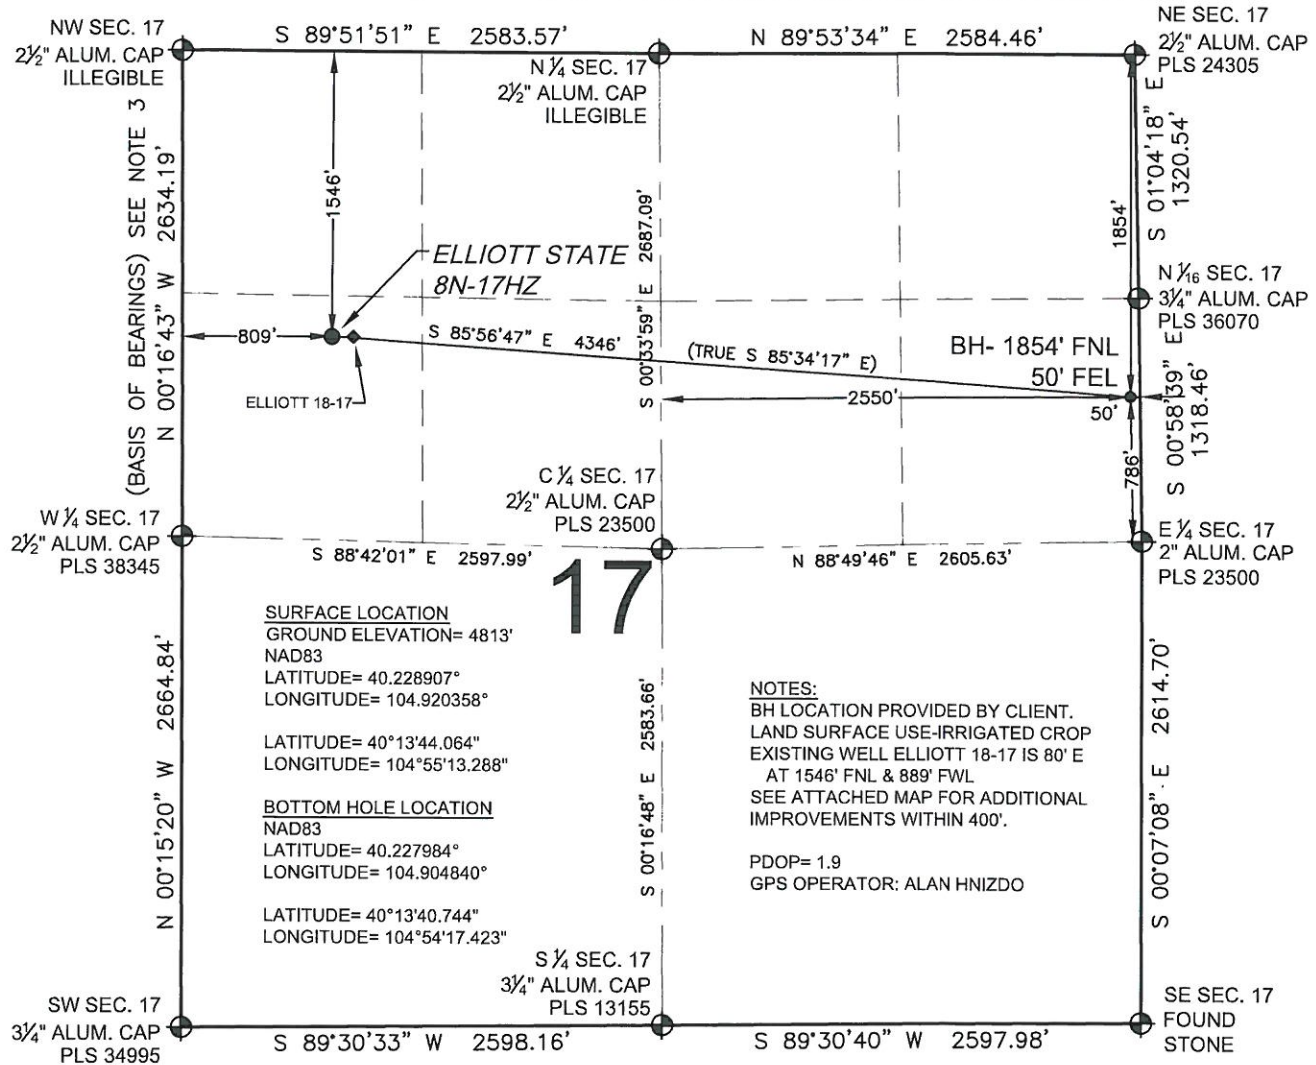 NW SEC. 17
2½" ALUM. CAP
ILLEGIBLE
S 89°51'51" E 2583.57'
N ¼ SEC. 17
2½" ALUM. CAP
ILLEGIBLE
N 89°53'34" E 2584.46'
NE SEC. 17
2½" ALUM. CAP
PLS 24305
(BASIS OF BEARINGS) SEE NOTE 3
N 00°16'43" W 2634.19'
1546'
S 00°33'59" E 2687.09'
1854'
S 01°04'18" E
1320.54'
ELLIOTT STATE
8N-17HZ
N 1⁄16 SEC. 17
3¼" ALUM. CAP
PLS 36070
809'
S 85°56'47" E 4346'
(TRUE S 85°34'17" E)
BH- 1854' FNL
50' FEL
ELLIOTT 18-17
2550'
50'
S 00°58'39" E
1318.46'
786'
C ¼ SEC. 17
2½" ALUM. CAP
PLS 23500
W ¼ SEC. 17
2½" ALUM. CAP
PLS 38345
S 88°42'01" E 2597.99'
17
N 88°49'46" E 2605.63'
E ¼ SEC. 17
2" ALUM. CAP
PLS 23500
N 00°15'20" W 2664.84'
SURFACE LOCATION
GROUND ELEVATION= 4813'
NAD83
LATITUDE= 40.228907°
LONGITUDE= 104.920358°
LATITUDE= 40°13'44.064"
LONGITUDE= 104°55'13.288"
BOTTOM HOLE LOCATION
NAD83
LATITUDE= 40.227984°
LONGITUDE= 104.904840°
LATITUDE= 40°13'40.744"
LONGITUDE= 104°54'17.423"
S 00°16'48" E 2583.66'
NOTES:
BH LOCATION PROVIDED BY CLIENT.
LAND SURFACE USE-IRRIGATED CROP
EXISTING WELL ELLIOTT 18-17 IS 80' E
AT 1546' FNL & 889' FWL
SEE ATTACHED MAP FOR ADDITIONAL
IMPROVEMENTS WITHIN 400'.
PDOP= 1.9
GPS OPERATOR: ALAN HNIZDO
S 00°07'08" E 2614.70'
SW SEC. 17
3¼" ALUM. CAP
PLS 34995
S 89°30'33" W 2598.16'
S ¼ SEC. 17
3¼" ALUM. CAP
PLS 13155
S 89°30'40" W 2597.98'
SE SEC. 17
FOUND
STONE